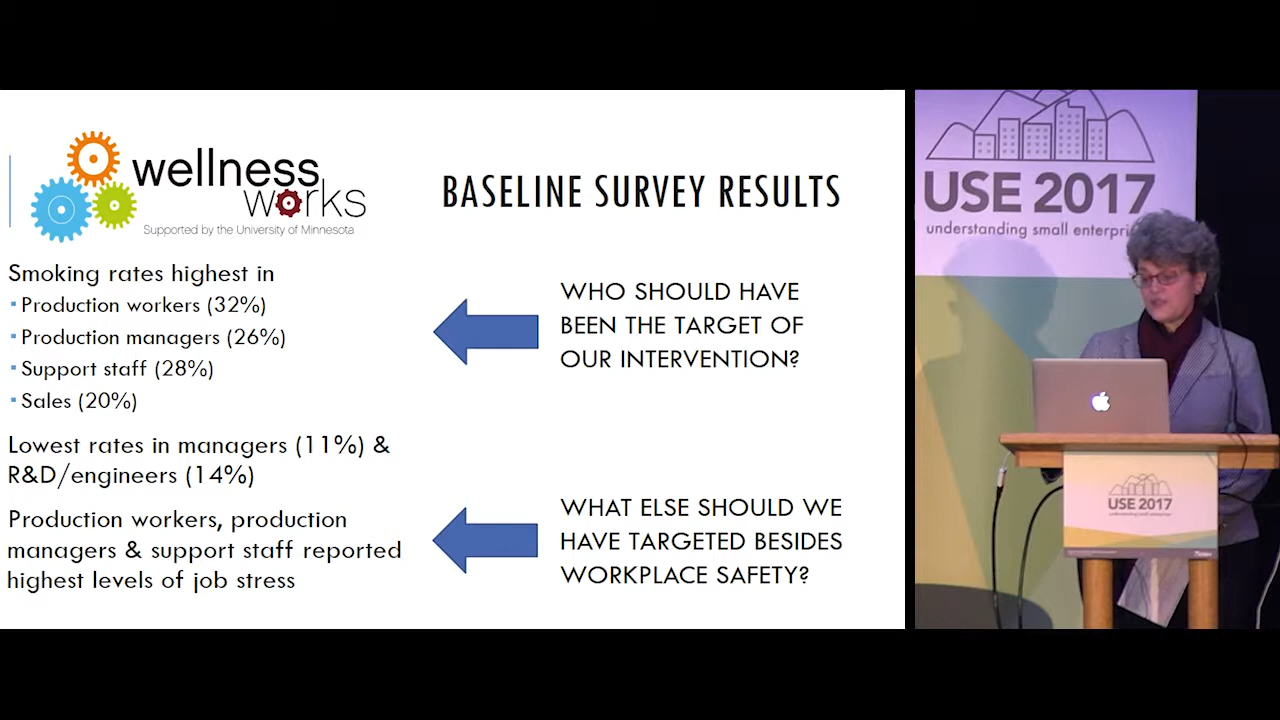 wellness
works
Supported by the University of Minnesota
BASELINE SURVEY RESULTS
Smoking rates highest in
▪ Production workers (32%)
▪ Production managers (26%)
▪ Support staff (28%)
▪ Sales (20%)
Lowest rates in managers (11%) &
R&D/engineers (14%)
Production workers, production
managers & support staff reported
highest levels of job stress
WHO SHOULD HAVE
BEEN THE TARGET OF
OUR INTERVENTION?
WHAT ELSE SHOULD WE
HAVE TARGETED BESIDES
WORKPLACE SAFETY?
USE 2017
understanding small
USE 2017
understanding small enterprises